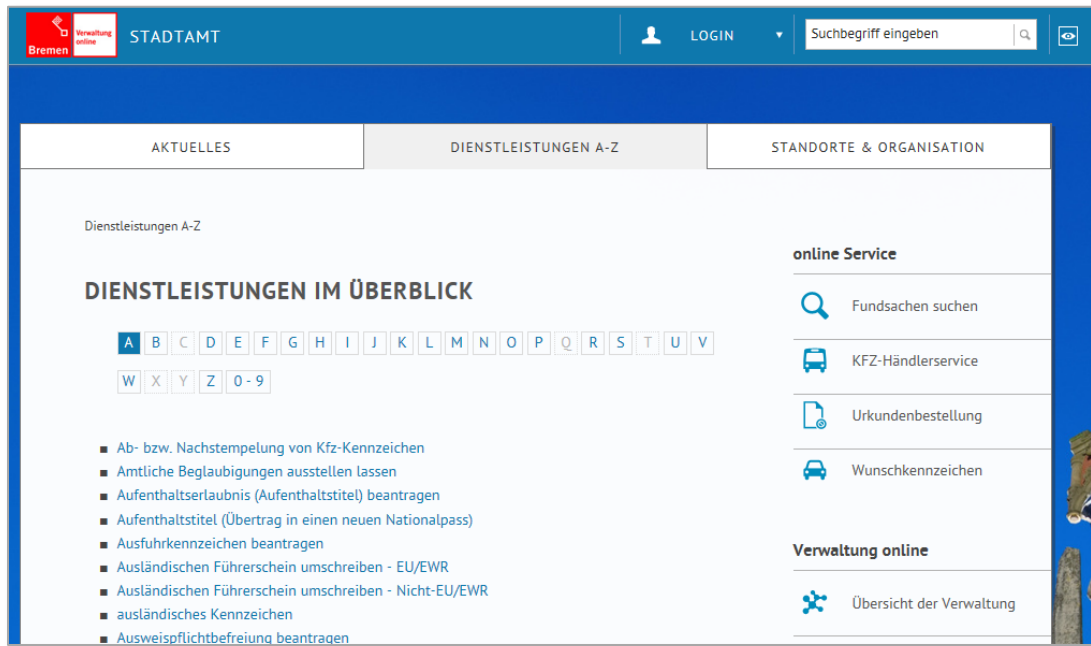 Bremen
Verwaltung
online
STADTAMT
LOGIN
Suchbegriff eingeben
AKTUELLES
DIENSTLEISTUNGEN A-Z
STANDORTE & ORGANISATION
Dienstleistungen A-Z
DIENSTLEISTUNGEN IM ÜBERBLICK
A B C D E F G H I J K L M N O P Q R S T U V
W X Y Z 0 - 9
Ab- bzw. Nachstempelung von Kfz-Kennzeichen
Amtliche Beglaubigungen ausstellen lassen
Aufenthaltserlaubnis (Aufenthaltstitel) beantragen
Aufenthaltstitel (Übertrag in einen neuen Nationalpass)
Ausfuhrkennzeichen beantragen
Ausländischen Führerschein umschreiben - EU/EWR
Ausländischen Führerschein umschreiben - Nicht-EU/EWR
ausländisches Kennzeichen
Ausweispflichtbefreiung beantragen
online Service
Fundsachen suchen
KFZ-Händlerservice
Urkundenbestellung
Wunschkennzeichen
Verwaltung online
Übersicht der Verwaltung